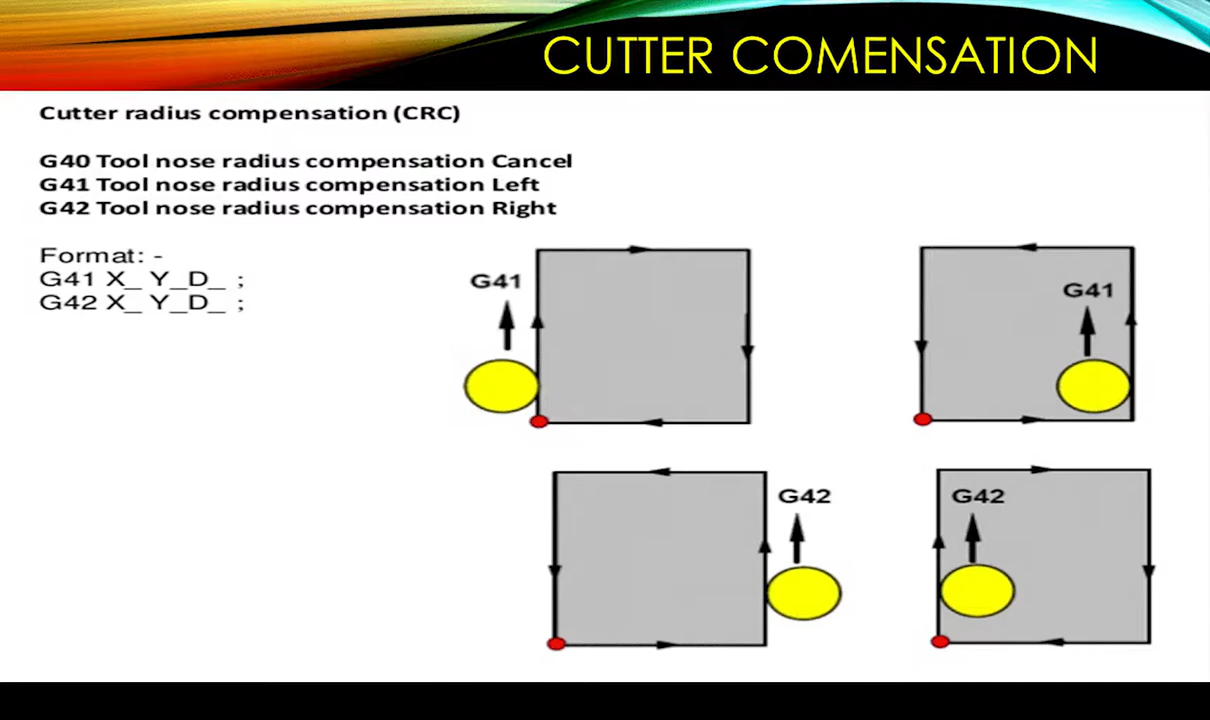 CUTTER COMENSATION
Cutter radius compensation (CRC)
G40 Tool nose radius compensation Cancel
G41 Tool nose radius compensation Left
G42 Tool nose radius compensation Right
Format: -
G41 X_ Y_D_ ;
G42 X_ Y_D_ ;
G41
G41
G42
G42